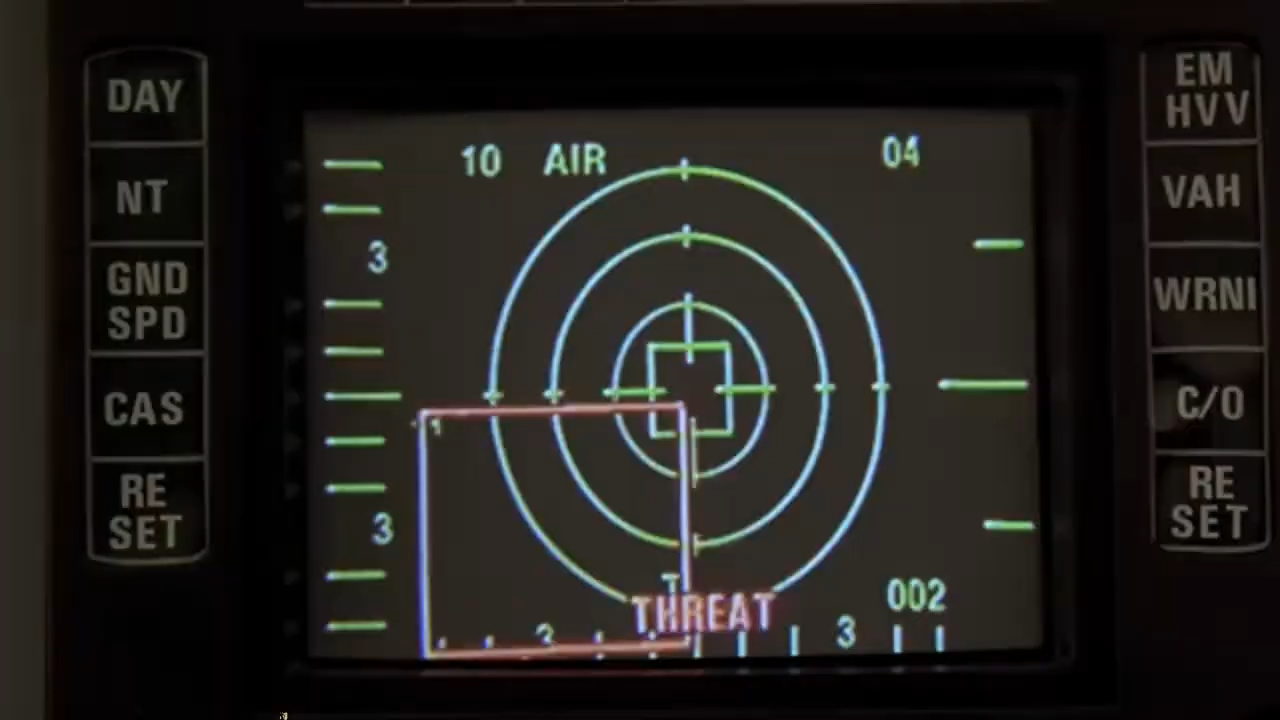 DAY
NT
GND
SPD
CAS
RE
SET
10 AIR 04
3
3
1
T
THREAT
002
3
EM
HVV
VAH
WRNI
C/O
RE
SET